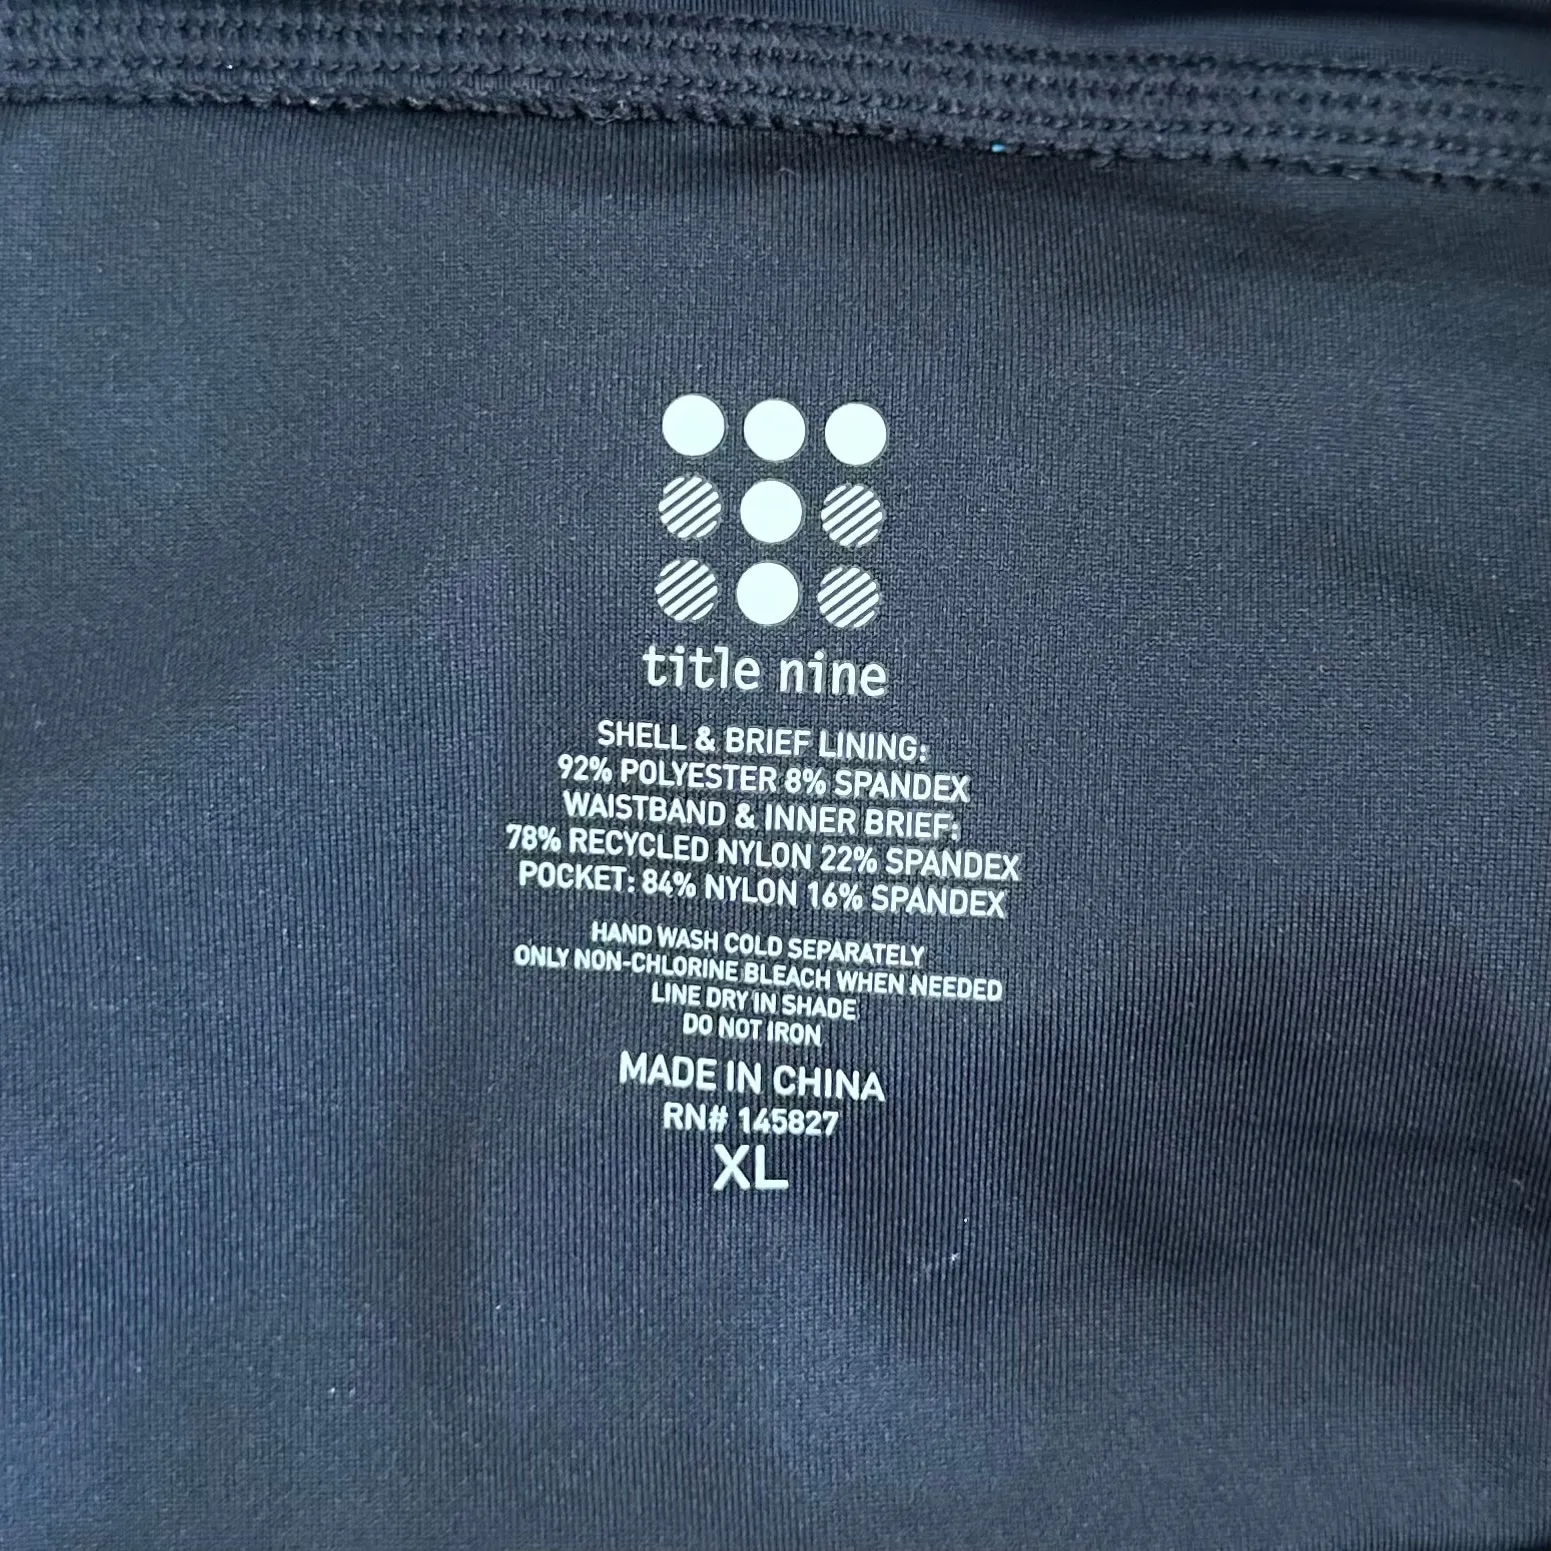 title nine
SHELL & BRIEF LINING:
92% POLYESTER 8% SPANDEX
WAISTBAND & INNER BRIEF:
78% RECYCLED NYLON 22% SPANDEX
POCKET: 84% NYLON 16% SPANDEX
HAND WASH COLD SEPARATELY
ONLY NON-CHLORINE BLEACH WHEN NEEDED
LINE DRY IN SHADE
DO NOT IRON
MADE IN CHINA
RN# 145827
XL